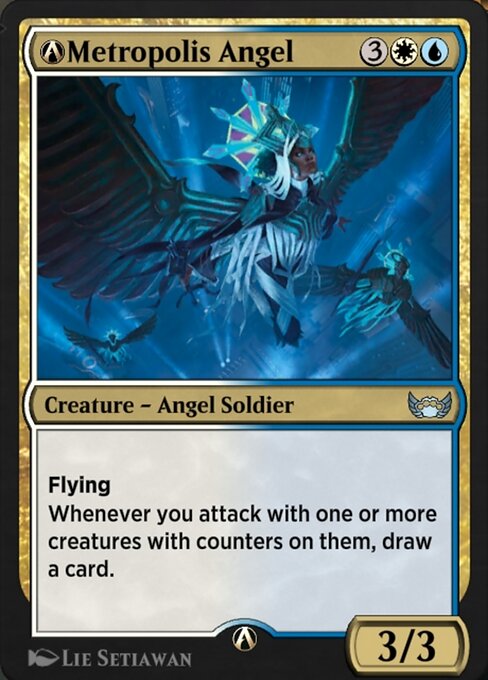 Metropolis Angel 3
Creature – Angel Soldier
Flying
Whenever you attack with one or more
creatures with counters on them, draw
a card.
3/3
Lie Setiawan